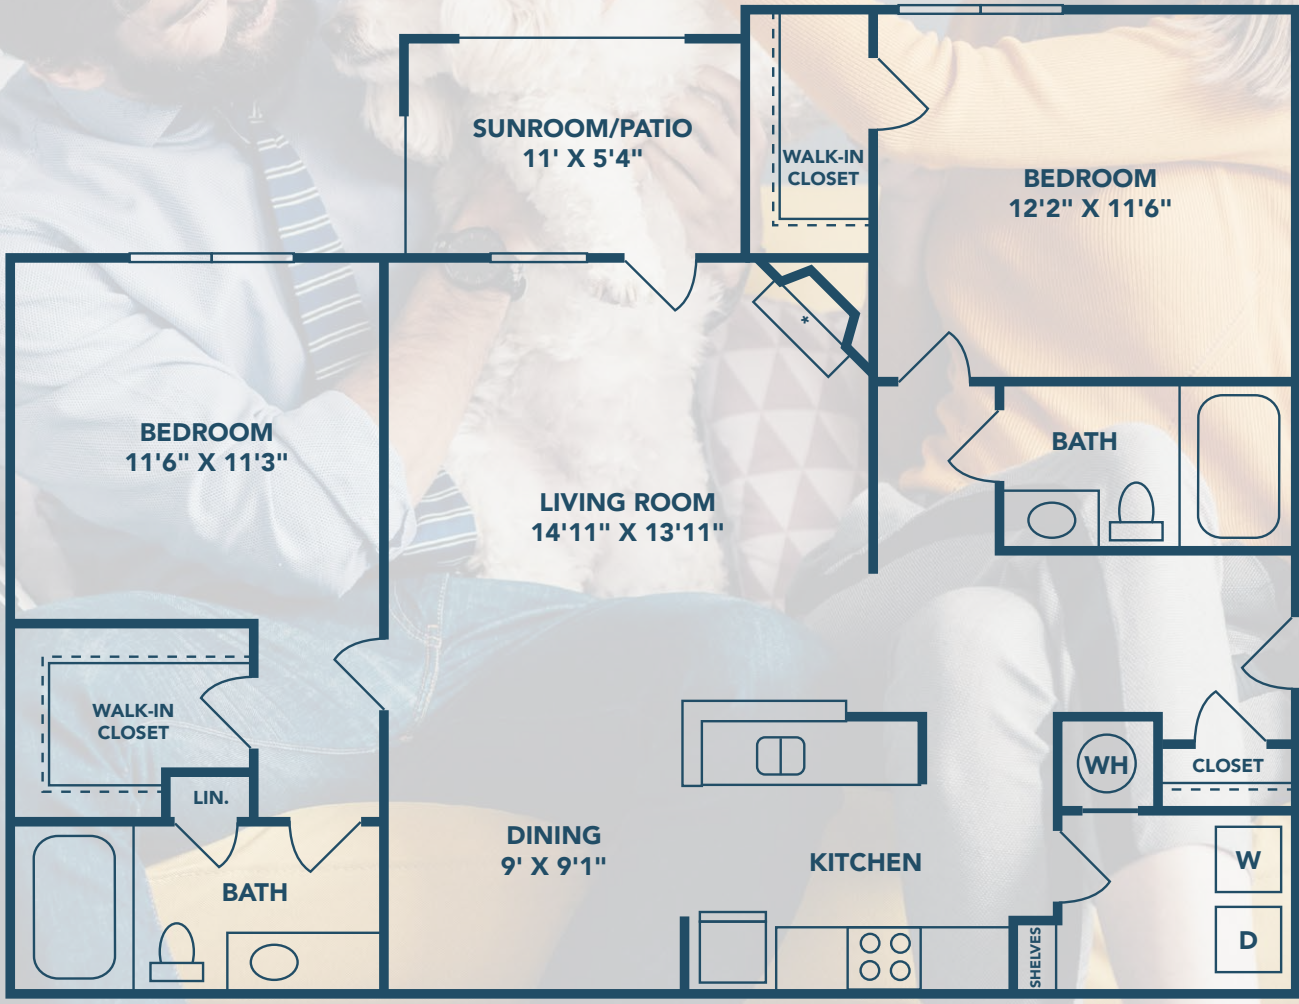 SUNROOM/PATIO
11' X 5'4"
WALK-IN
CLOSET
BEDROOM
12'2" X 11'6"
*
BEDROOM
11'6" X 11'3"
BATH
LIVING ROOM
14'11" X 13'11"
WALK-IN
CLOSET
WH
CLOSET
LIN.
DINING
9' X 9'1"
KITCHEN
W
BATH
D
SHELVES